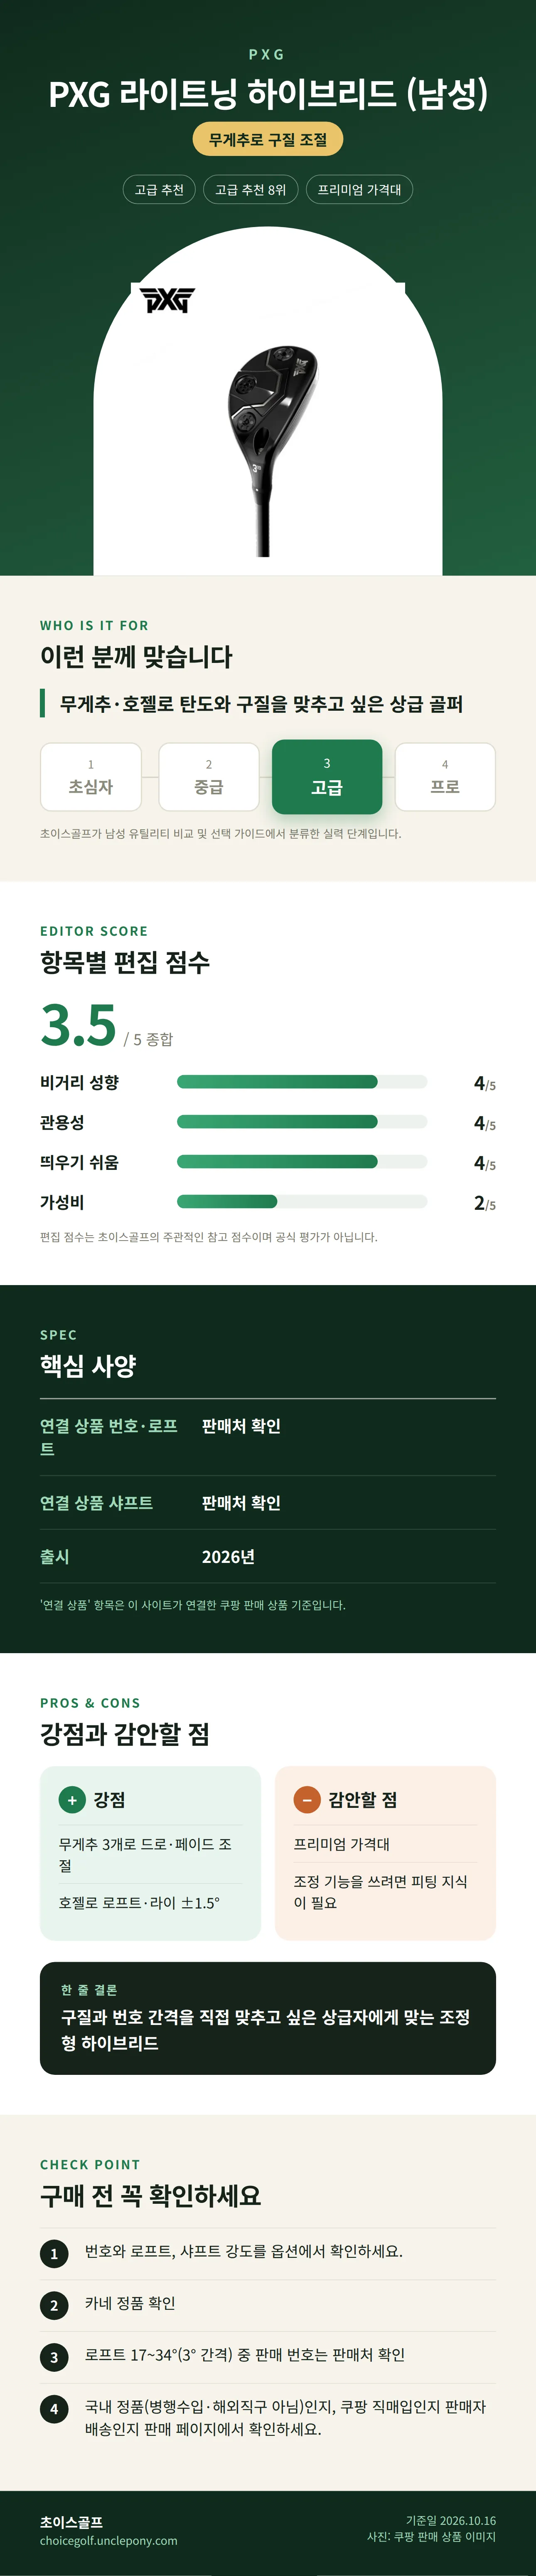 PXG
PXG 라이트닝 하이브리드 (남성)
무게추로 구질 조절
고급 추천
고급 추천 8위
프리미엄 가격대
PXG
WHO IS IT FOR
이런 분께 맞습니다
무게추·호젤로 탄도와 구질을 맞추고 싶은 상급 골퍼
1
초심자
2
중급
3
고급
4
프로
초이스골프가 남성 유틸리티 비교 및 선택 가이드에서 분류한 실력 단계입니다.
EDITOR SCORE
항목별 편집 점수
3.5 / 5 종합
비거리 성향 4/5
관용성 4/5
띄우기 쉬움 4/5
가성비 2/5
편집 점수는 초이스골프의 주관적인 참고 점수이며 공식 평가가 아닙니다.
SPEC
핵심 사양
연결 상품 번호·로프
트
판매처 확인
연결 상품 샤프트 판매처 확인
출시 2026년
'연결 상품' 항목은 이 사이트가 연결한 쿠팡 판매 상품 기준입니다.
PROS & CONS
강점과 감안할 점
+ 강점
무게추 3개로 드로·페이드 조
절
호젤로 로프트·라이 ±1.5°
− 감안할 점
프리미엄 가격대
조정 기능을 쓰려면 피팅 지식
이 필요
한 줄 결론
구질과 번호 간격을 직접 맞추고 싶은 상급자에게 맞는 조정
형 하이브리드
CHECK POINT
구매 전 꼭 확인하세요
1 번호와 로프트, 샤프트 강도를 옵션에서 확인하세요.
2 카네 정품 확인
3 로프트 17~34°(3° 간격) 중 판매 번호는 판매처 확인
4 국내 정품(병행수입·해외직구 아님)인지, 쿠팡 직매입인지 판매자
배송인지 판매 페이지에서 확인하세요.
초이스골프
choicegolf.unclepony.com
기준일 2026.10.16
사진: 쿠팡 판매 상품 이미지